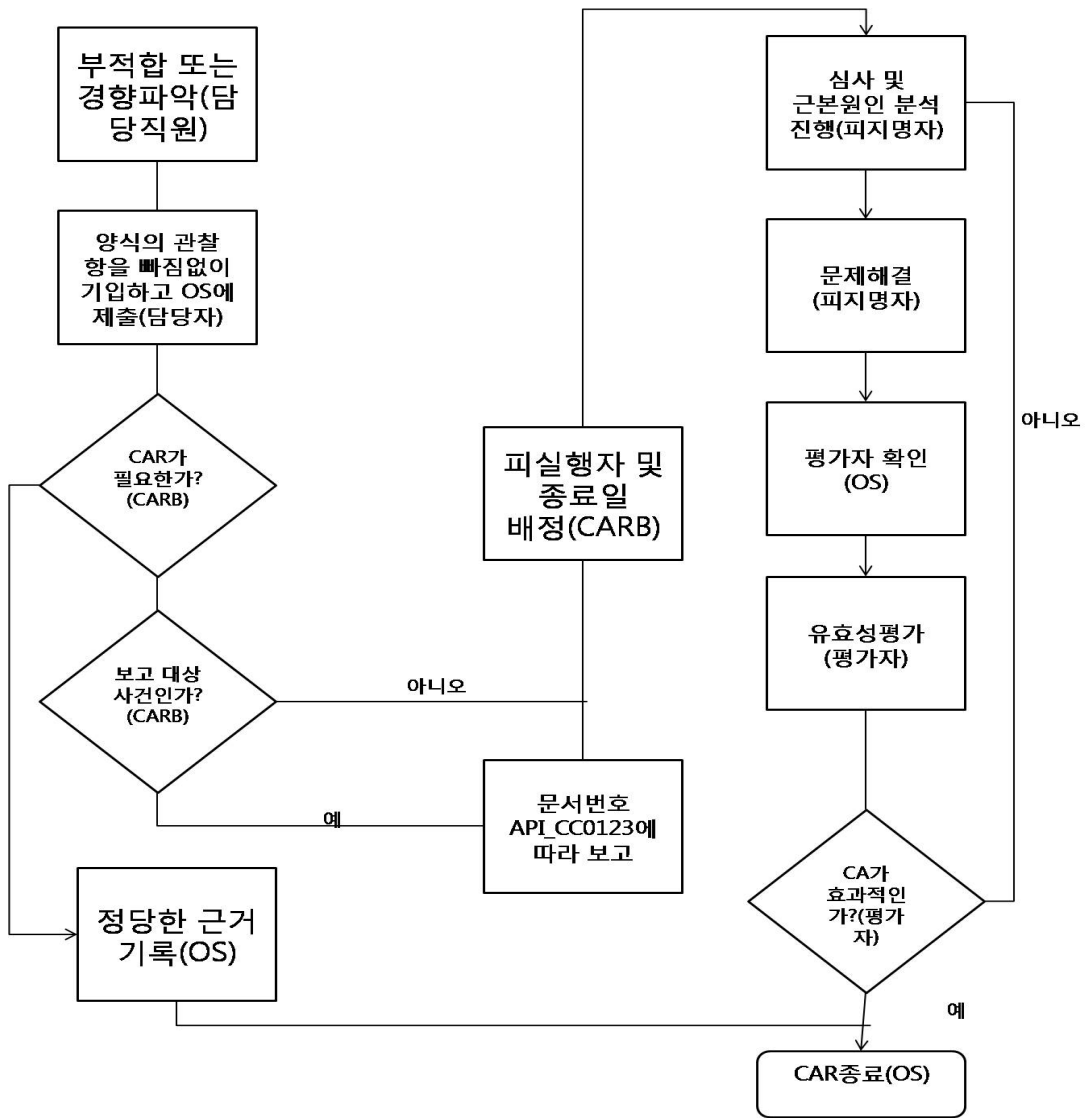 부적합 또는
경향파악(담
당직원)
양식의 관찰
항을 빠짐없이
기입하고 OS에
제출(담당자)
CAR가
필요한가?
(CARB)
보고 대상
사건인가?
(CARB)
아니오
예
문서번호
API_CC0123에
따라 보고
정당한 근거
기록(OS)
피실행자 및
종료일
배정(CARB)
심사 및
근본원인 분석
진행(피지명자)
문제해결
(피지명자)
평가자 확인
(OS)
유효성평가
(평가자)
CA가
효과적인
가?(평가
자)
아니오
예
CAR종료(OS)